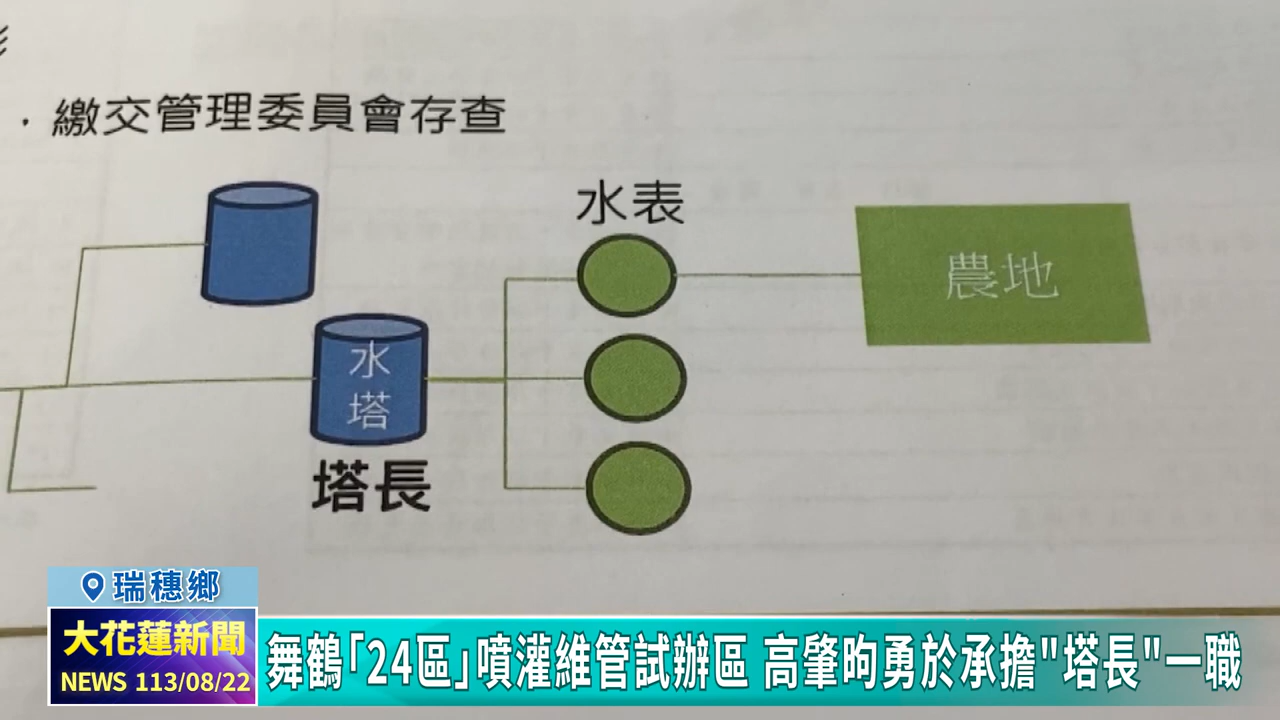 ．繳交管理委員會存查
水表
農地
水
塔
塔長
瑞穗鄉
大花蓮新聞
NEWS 113/08/22
舞鶴「24區」噴灌維管試辦區 高肇昫勇於承擔"塔長"一職